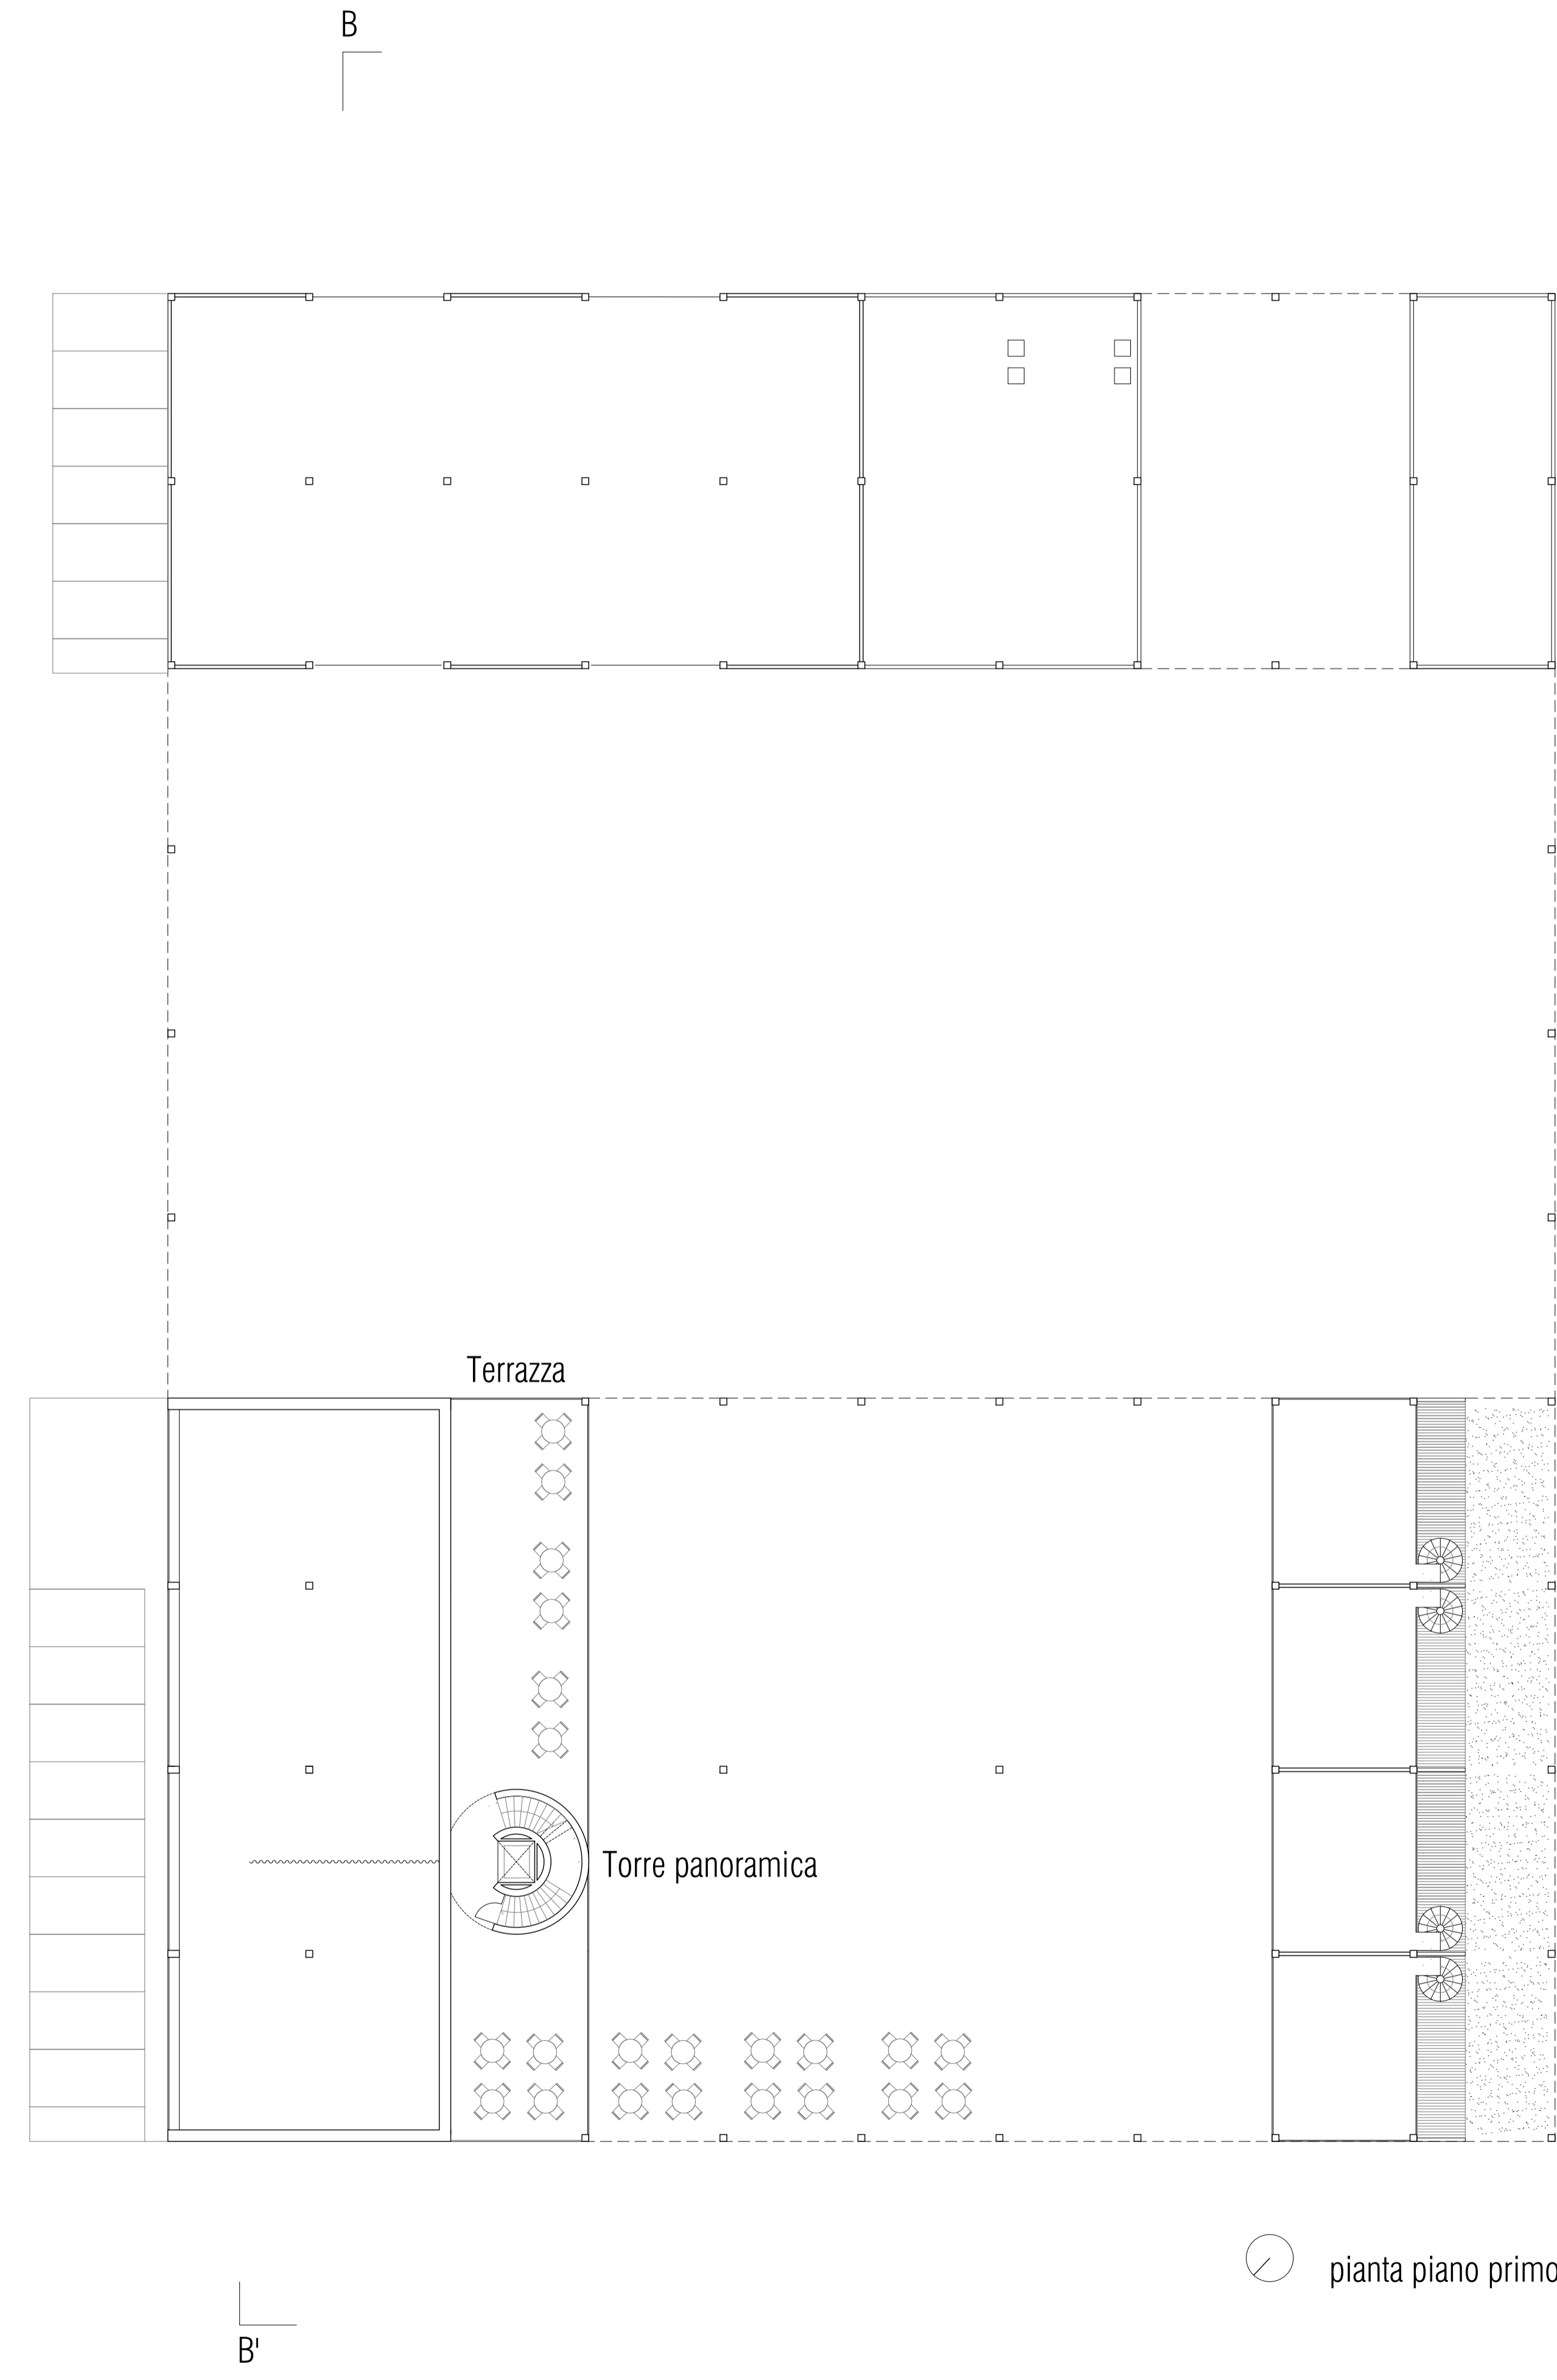 B
Terrazza
Torre panoramica
pianta piano primo
B'